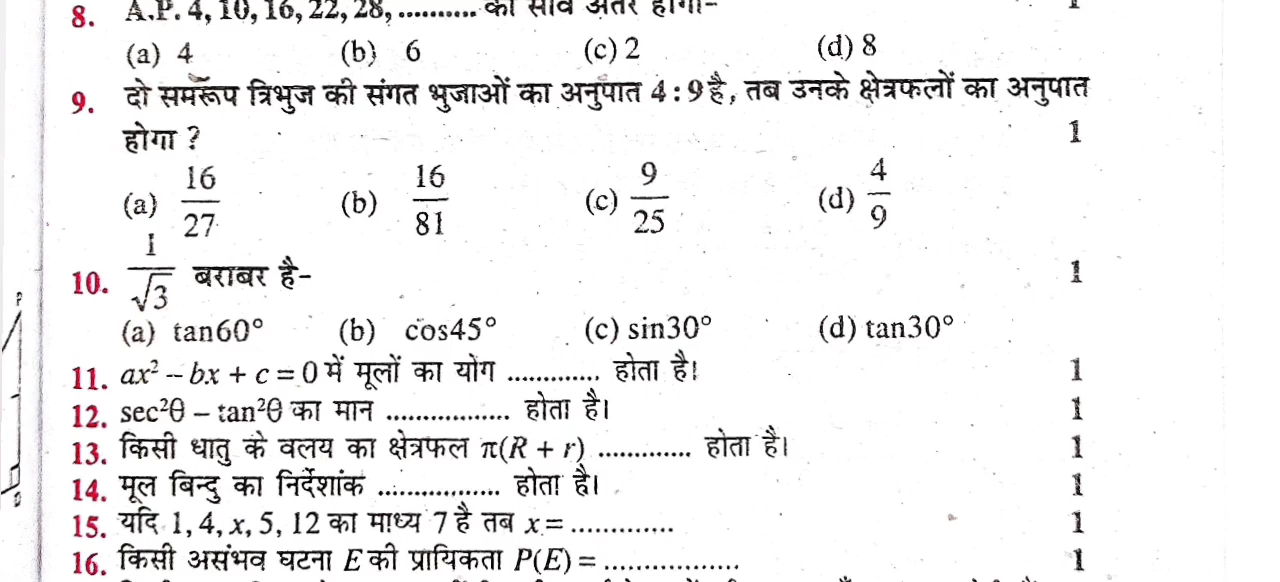 8. A.P. 4, 10, 16, 22, 28, ........... का सार्व अंतर होगा- 1
(a) 4 (b) 6 (c) 2 (d) 8
9. दो समरूप त्रिभुज की संगत भुजाओं का अनुपात 4 : 9 है, तब उनके क्षेत्रफलों का अनुपात
होगा ? 1
(a) 16/27 (b) 16/81 (c) 9/25 (d) 4/9
10. 1/√3 बराबर है- 1
(a) tan60° (b) cos45° (c) sin30° (d) tan30°
11. ax² – bx + c = 0 में मूलों का योग ............. होता है। 1
12. sec²θ – tan²θ का मान .................. होता है। 1
13. किसी धातु के वलय का क्षेत्रफल π(R + r) ............. होता है। 1
14. मूल बिन्दु का निर्देशांक .................. होता है। 1
15. यदि 1, 4, x, 5, 12 का माध्य 7 है तब x = .............. 1
16. किसी असंभव घटना E की प्रायिकता P(E) = .................. 1